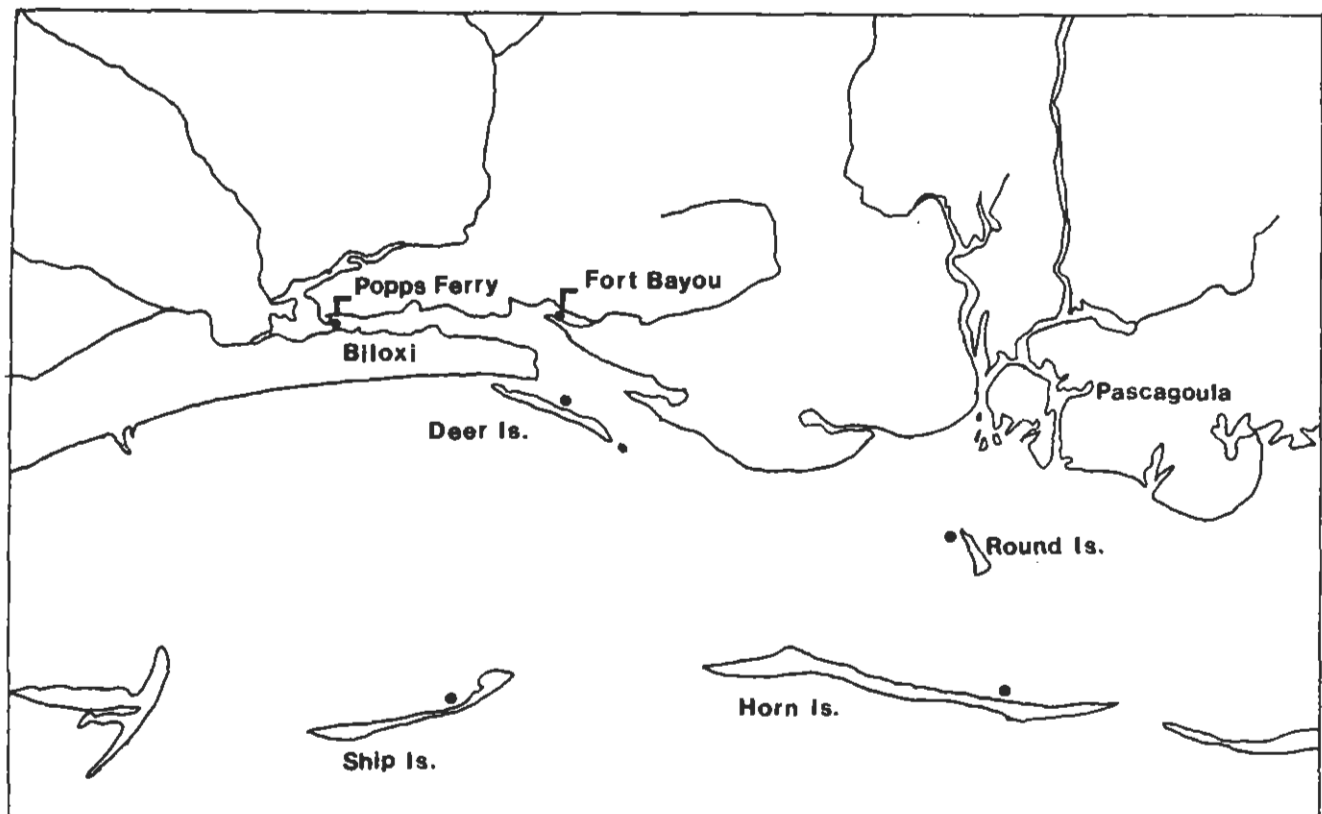 Popps Ferry
Fort Bayou
Biloxi
Pascagoula
Deer Is.
Round Is.
Horn Is.
Ship Is.